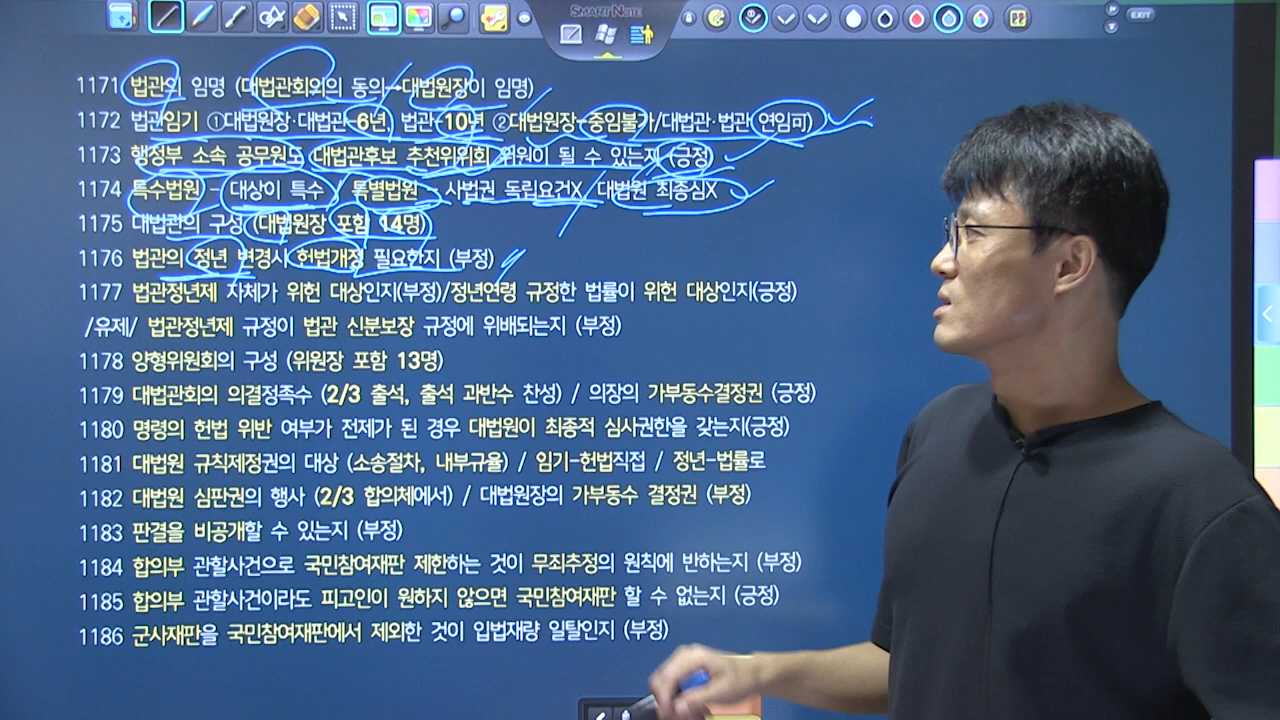 SMARTNOTE
EXIT
1171 법관의 임명 (대법관회의의 동의→대법원장이 임명)
1172 법관임기 ①대법원장·대법관-6년, 법관-10년 ②대법원장-중임불가/대법관·법관 연임可)
1173 행정부 소속 공무원도 대법관후보 추천위위회 위원이 될 수 있는지 (긍정)
1174 특수법원 - 대상이 특수 / 특별법원 - 사법권 독립요건X/ 대법원 최종심X
1175 대법관의 구성 (대법원장 포함 14명)
1176 법관의 정년 변경시 헌법개정 필요한지 (부정)
1177 법관정년제 자체가 위헌 대상인지(부정)/정년연령 규정한 법률이 위헌 대상인지(긍정)
/유제/ 법관정년제 규정이 법관 신분보장 규정에 위배되는지 (부정)
1178 양형위원회의 구성 (위원장 포함 13명)
1179 대법관회의 의결정족수 (2/3 출석, 출석 과반수 찬성) / 의장의 가부동수결정권 (긍정)
1180 명령의 헌법 위반 여부가 전제가 된 경우 대법원이 최종적 심사권한을 갖는지(긍정)
1181 대법원 규칙제정권의 대상 (소송절차, 내부규율) / 임기-헌법직접 / 정년-법률로
1182 대법원 심판권의 행사 (2/3 합의체에서) / 대법원장의 가부동수 결정권 (부정)
1183 판결을 비공개할 수 있는지 (부정)
1184 합의부 관할사건으로 국민참여재판 제한하는 것이 무죄추정의 원칙에 반하는지 (부정)
1185 합의부 관할사건이라도 피고인이 원하지 않으면 국민참여재판 할 수 없는지 (긍정)
1186 군사재판을 국민참여재판에서 제외한 것이 입법재량 일탈인지 (부정)